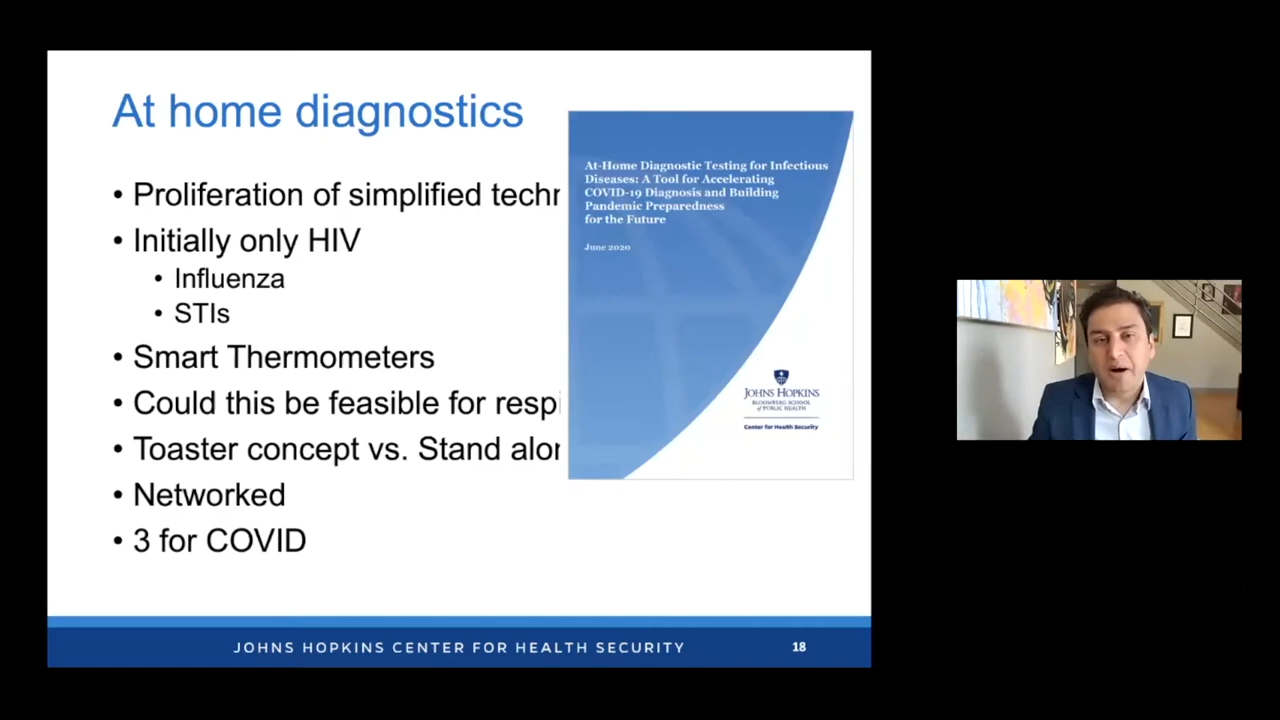 At home diagnostics
• Proliferation of simplified techn
• Initially only HIV
• Influenza
• STIs
• Smart Thermometers
• Could this be feasible for respi
• Toaster concept vs. Stand alon
• Networked
• 3 for COVID
At-Home Diagnostic Testing for Infectious
Diseases: A Tool for Accelerating
COVID-19 Diagnosis and Building
Pandemic Preparedness
for the Future
June 2020
JOHNS HOPKINS
BLOOMBERG SCHOOL
of PUBLIC HEALTH
Center for Health Security
JOHNS HOPKINS CENTER FOR HEALTH SECURITY
18